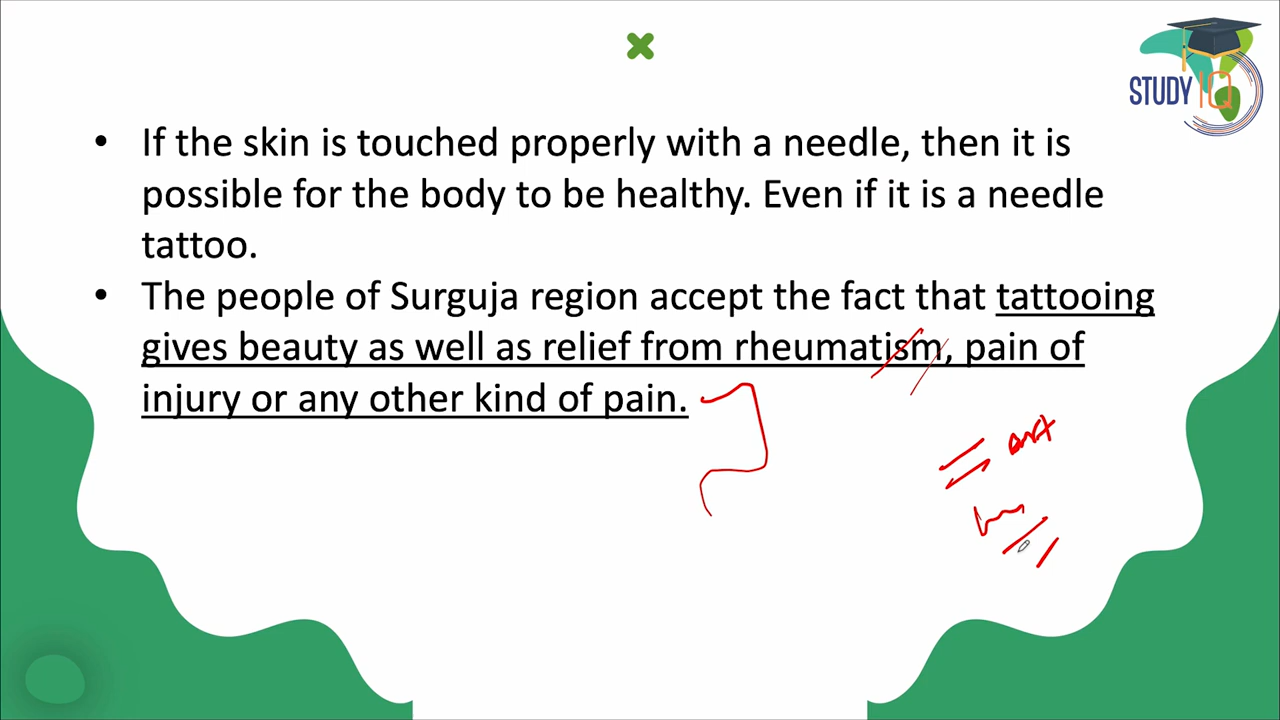 STUDY IQ
• If the skin is touched properly with a needle, then it is
possible for the body to be healthy. Even if it is a needle
tattoo.
• The people of Surguja region accept the fact that tattooing
gives beauty as well as relief from rheumatism, pain of
injury or any other kind of pain.